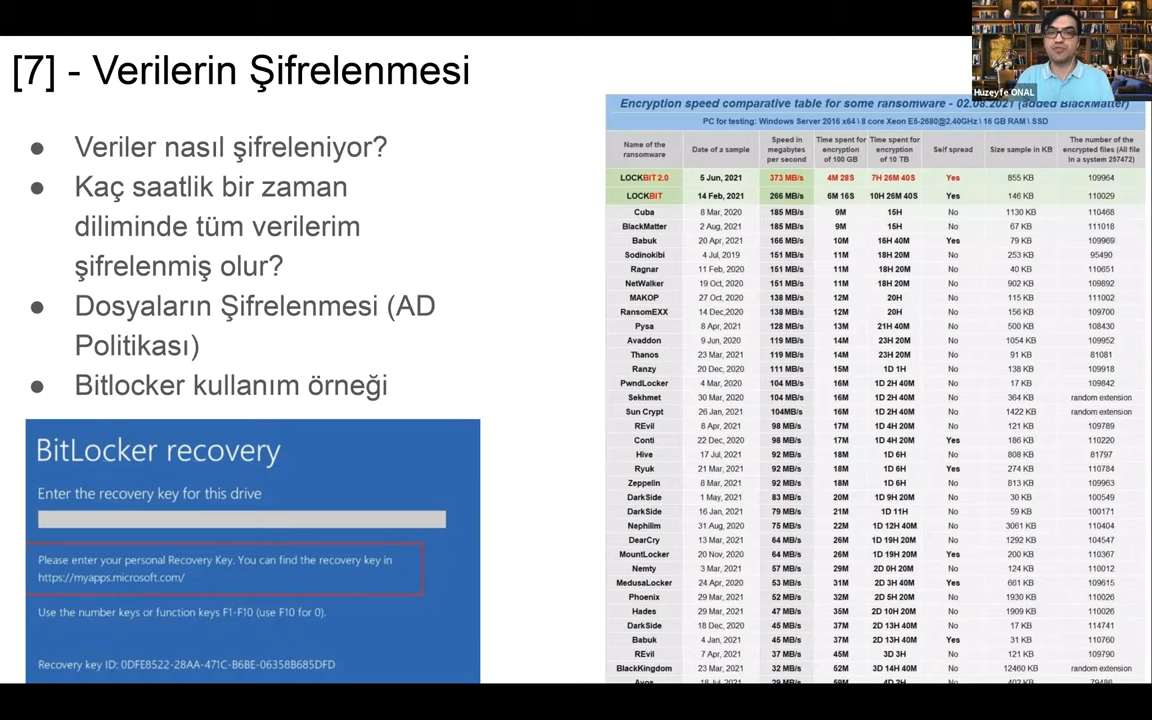 [7] - Verilerin Şifrelenmesi
● Veriler nasıl şifreleniyor?
● Kaç saatlik bir zaman
diliminde tüm verilerim
şifrelenmiş olur?
● Dosyaların Şifrelenmesi (AD
Politikası)
● Bitlocker kullanım örneği
BitLocker recovery
Enter the recovery key for this drive
Please enter your personal Recovery Key. You can find the recovery key in
https://myapps.microsoft.com/
Use the number keys or function keys F1-F10 (use F10 for 0).
Recovery key ID: 0DFE8522-28AA-471C-B6BE-06358B685DFD
Huzeyfe ONAL
Encryption speed comparative table for some ransomware - 02.08.2021 (added BlackMatter)
PC for testing: Windows Server 2016 x64 \ 8 core Xeon E5-2680@2.40GHz \ 16 GB RAM \ SSD
Name of the ransomware Date of a sample Speed in megabytes per second Time spent for encryption of 100 GB Time spent for encryption of 10 TB Self spread Size sample in KB The number of the encrypted files (All file in a system 257472)
LOCKBIT 2.0 5 Jun, 2021 373 MB/s 4M 28S 7H 26M 40S Yes 855 KB 109964
LOCKBIT 14 Feb, 2021 266 MB/s 6M 16S 10H 26M 40S Yes 146 KB 110029
Cuba 8 Mar, 2020 185 MB/s 9M 15H No 1130 KB 110468
BlackMatter 2 Aug, 2021 185 MB/s 9M 15H No 67 KB 111018
Babuk 20 Apr, 2021 166 MB/s 10M 16H 40M Yes 79 KB 109969
Sodinokibi 4 Jul, 2019 151 MB/s 11M 18H 20M No 253 KB 95490
Ragnar 11 Feb, 2020 151 MB/s 11M 18H 20M No 40 KB 110651
NetWalker 19 Oct, 2020 151 MB/s 11M 18H 20M No 902 KB 109892
MAKOP 27 Oct, 2020 138 MB/s 12M 20H No 115 KB 111002
RansomEXX 14 Dec,2020 138 MB/s 12M 20H No 156 KB 109700
Pysa 8 Apr, 2021 128 MB/s 13M 21H 40M No 500 KB 108430
Avaddon 9 Jun, 2020 119 MB/s 14M 23H 20M No 1054 KB 109952
Thanos 23 Mar, 2021 119 MB/s 14M 23H 20M No 91 KB 81081
Ranzy 20 Dec, 2020 111 MB/s 15M 1D 1H No 138 KB 109918
PwndLocker 4 Mar, 2020 104 MB/s 16M 1D 2H 40M No 17 KB 109842
Sekhmet 30 Mar, 2020 104 MB/s 16M 1D 2H 40M No 364 KB random extension
Sun Crypt 26 Jan, 2021 104MB/s 16M 1D 2H 40M No 1422 KB random extension
REvil 8 Apr, 2021 98 MB/s 17M 1D 4H 20M No 121 KB 109789
Conti 22 Dec, 2020 98 MB/s 17M 1D 4H 20M Yes 186 KB 110220
Hive 17 Jul, 2021 92 MB/s 18M 1D 6H No 808 KB 81797
Ryuk 21 Mar, 2021 92 MB/s 18M 1D 6H Yes 274 KB 110784
Zeppelin 8 Mar, 2021 92 MB/s 18M 1D 6H No 813 KB 109963
DarkSide 1 May, 2021 83 MB/s 20M 1D 9H 20M No 30 KB 100549
DarkSide 16 Jan, 2021 79 MB/s 21M 1D 11H No 59 KB 100171
Nephilim 31 Aug, 2020 75 MB/s 22M 1D 12H 40M No 3061 KB 110404
DearCry 13 Mar, 2021 64 MB/s 26M 1D 19H 20M No 1292 KB 104547
MountLocker 20 Nov, 2020 64 MB/s 26M 1D 19H 20M Yes 200 KB 110367
Nemty 3 Mar, 2021 57 MB/s 29M 2D 0H 20M No 124 KB 110012
MedusaLocker 24 Apr, 2020 53 MB/s 31M 2D 3H 40M Yes 661 KB 109615
Phoenix 29 Mar, 2021 52 MB/s 32M 2D 5H 20M No 1930 KB 110026
Hades 29 Mar, 2021 47 MB/s 35M 2D 10H 20M No 1909 KB 110026
DarkSide 18 Dec, 2020 45 MB/s 37M 2D 13H 40M No 17 KB 114741
Babuk 4 Jan, 2021 45 MB/s 37M 2D 13H 40M Yes 31 KB 110760
REvil 7 Apr, 2021 37 MB/s 45M 3D 3H No 121 KB 109790
BlackKingdom 23 Mar, 2021 32 MB/s 52M 3D 14H 40M No 12460 KB random extension
29 MB/s 59M 4D 2H No